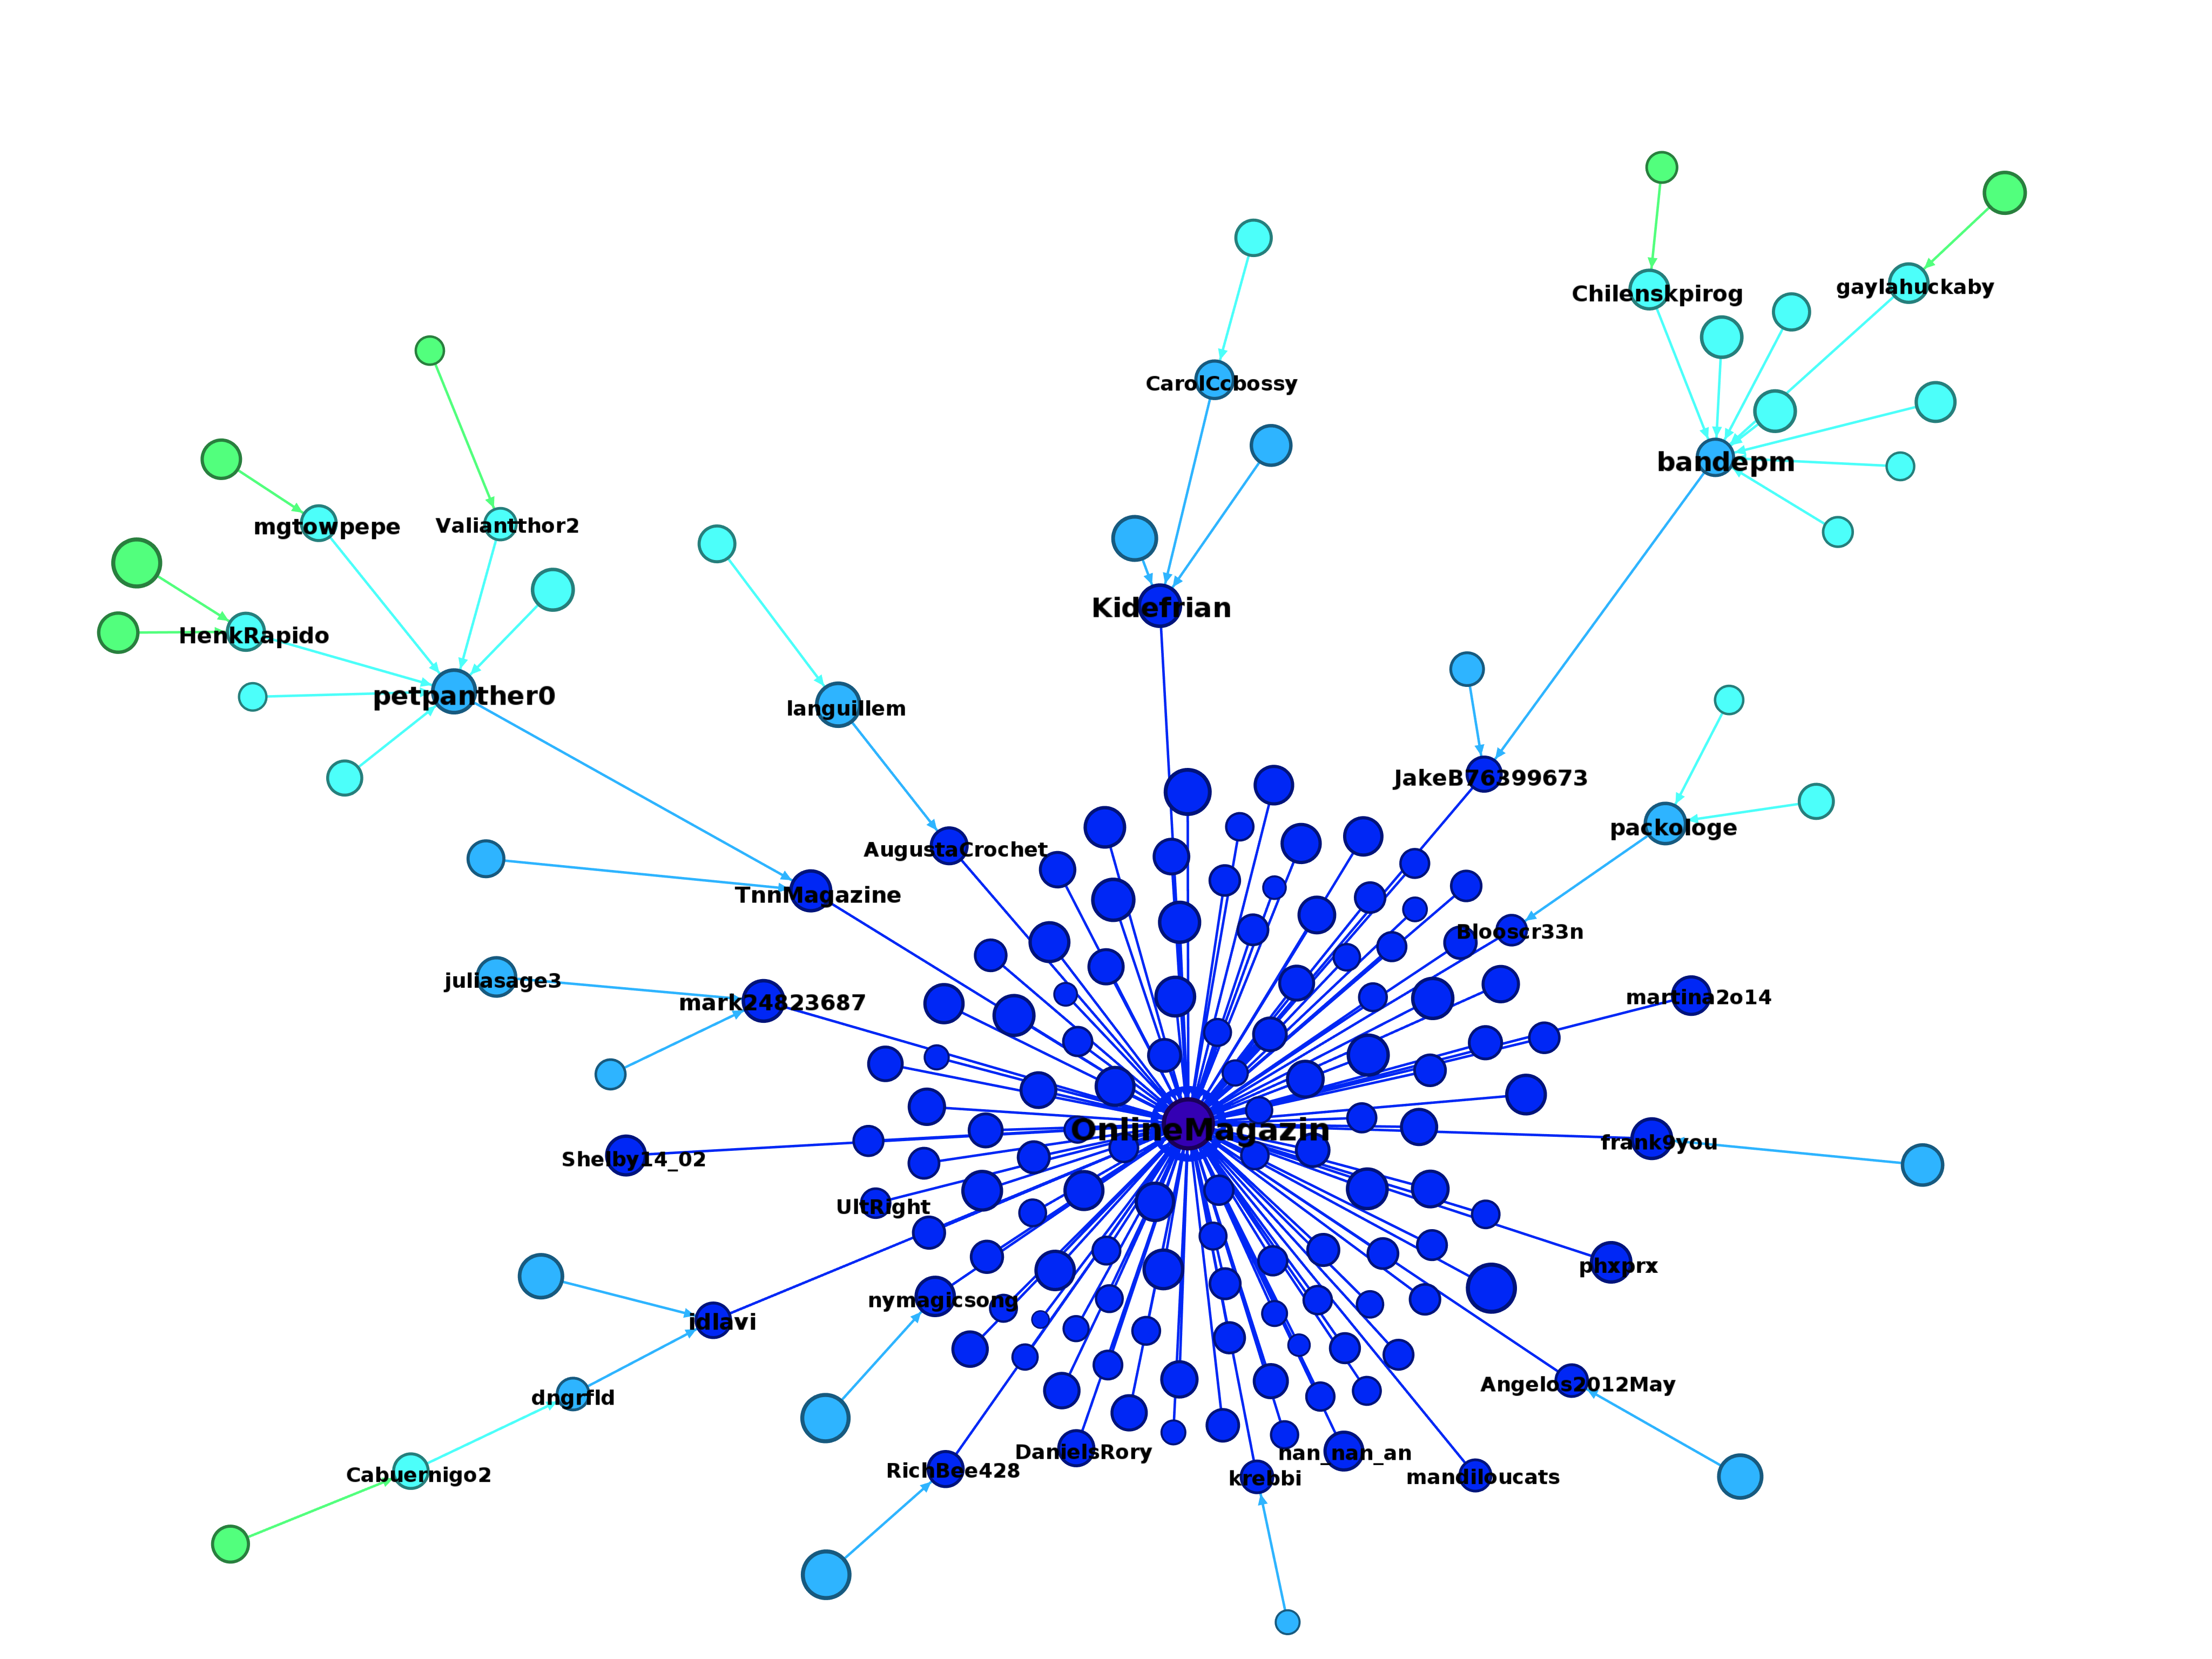 Chilenskpirog
gaylahuckaby
CarolCcbossy
bandepm
mgtowpepe
Valiantthor2
Kidefrian
HenkRapido
petpanther0
languillem
JakeB76399673
packologe
AugustaCrochet
TnnMagazine
Blooscr33n
juliasage3
mark24823687
martina2o14
OnlineMagazin
frank9you
Shelby14_02
UltRight
phxprx
nymagicsong
idlavi
Angelos2012May
dngrfld
DanielsRory
nan_nan_an
RichBee428
Cabuernigo2
krebbi
mandiloucats